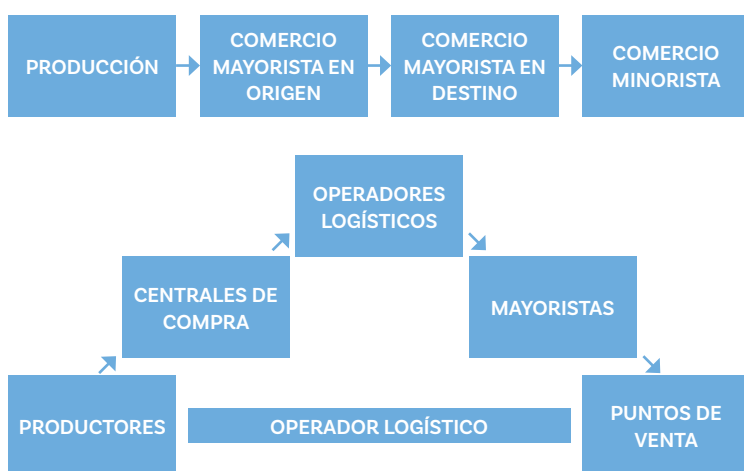 PRODUCCIÓN
COMERCIO
MAYORISTA EN
ORIGEN
COMERCIO
MAYORISTA EN
DESTINO
COMERCIO
MINORISTA
OPERADORES
LOGÍSTICOS
CENTRALES DE
COMPRA
MAYORISTAS
PRODUCTORES
OPERADOR LOGÍSTICO
PUNTOS DE
VENTA